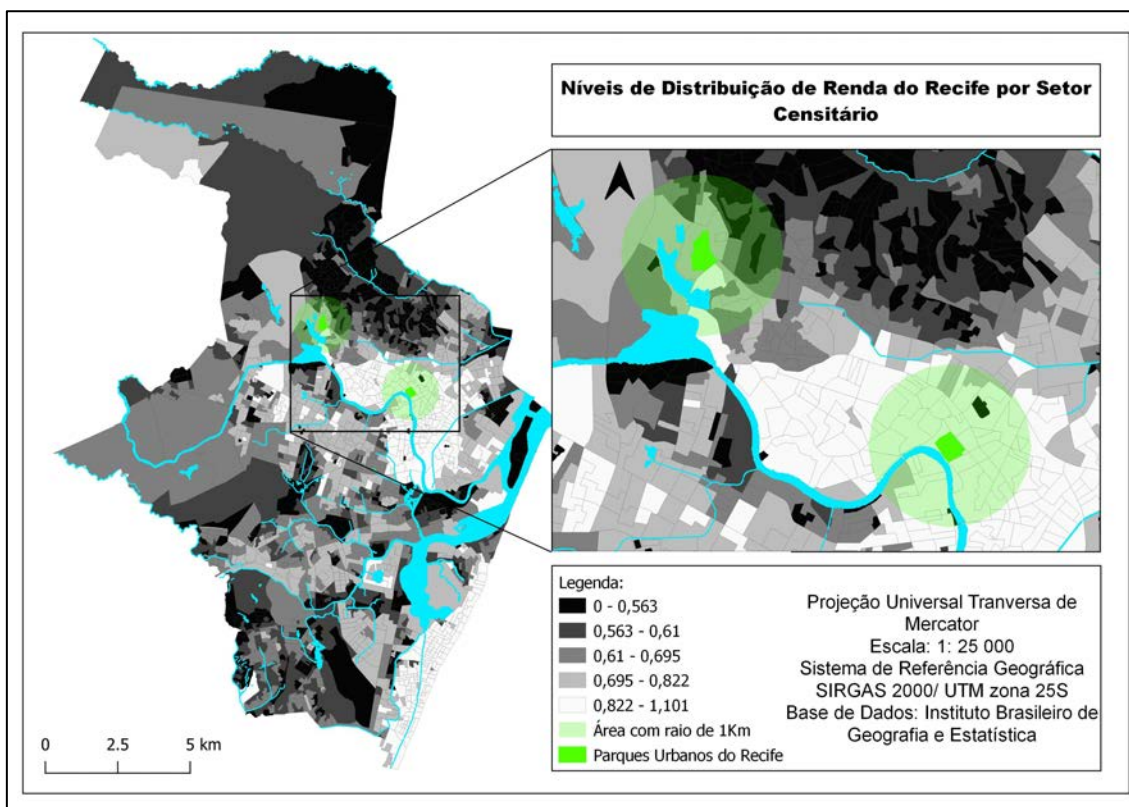 Níveis de Distribuição de Renda do Recife por Setor
Censitário
Legenda:
0 - 0,563
0,563 - 0,61
0,61 - 0,695
0,695 - 0,822
0,822 - 1,101
Área com raio de 1Km
Parques Urbanos do Recife
Projeção Universal Tranversa de
Mercator
Escala: 1: 25 000
Sistema de Referência Geográfica
SIRGAS 2000/ UTM zona 25S
Base de Dados: Instituto Brasileiro de
Geografia e Estatística
0 2.5 5 km